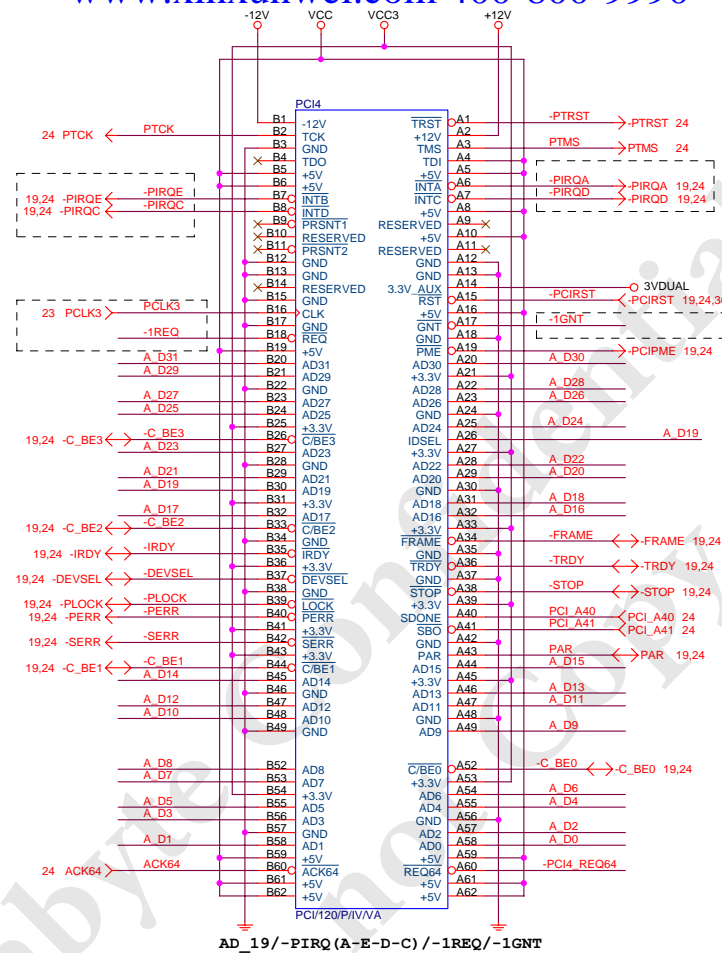 -12V VCC VCC3 +12V
PCI4
B1 -12V TRST A1 -PTRST -PTRST 24
24 PTCK PTCK B2 TCK +12V A2
B3 GND TMS A3 PTMS PTMS 24
B4 TDO TDI A4
B5 +5V +5V A5
B6 +5V INTA A6 -PIRQA -PIRQA 19,24
19,24 -PIRQE -PIRQE B7 INTB INTC A7 -PIRQD -PIRQD 19,24
19,24 -PIRQC -PIRQC B8 INTD +5V A8
B9 PRSNT1 RESERVED A9
B10 RESERVED +5V A10
B11 PRSNT2 RESERVED A11
B12 GND GND A12
B13 GND GND A13
B14 RESERVED 3.3V_AUX A14 3VDUAL
B15 GND RST A15 -PCIRST -PCIRST 19,24,3
23 PCLK3 PCLK3 B16 CLK +5V A16
B17 GND GNT A17 -1GNT
-1REQ B18 REQ GND A18
B19 +5V PME A19 -PCIPME 19,24
A_D31 B20 AD31 AD30 A20 A_D30
A_D29 B21 AD29 +3.3V A21
B22 GND AD28 A22 A_D28
A_D27 B23 AD27 AD26 A23 A_D26
A_D25 B24 AD25 GND A24
B25 +3.3V AD24 A25 A_D24
19,24 -C_BE3 -C_BE3 B26 C/BE3 IDSEL A26 A_D19
A_D23 B27 AD23 +3.3V A27
B28 GND AD22 A28 A_D22
A_D21 B29 AD21 AD20 A29 A_D20
A_D19 B30 AD19 GND A30
B31 +3.3V AD18 A31 A_D18
A_D17 B32 AD17 AD16 A32 A_D16
19,24 -C_BE2 -C_BE2 B33 C/BE2 +3.3V A33
B34 GND FRAME A34 -FRAME -FRAME 19,24
19,24 -IRDY -IRDY B35 IRDY GND A35
B36 +3.3V TRDY A36 -TRDY -TRDY 19,24
19,24 -DEVSEL -DEVSEL B37 DEVSEL GND A37
B38 GND STOP A38 -STOP -STOP 19,24
19,24 -PLOCK -PLOCK B39 LOCK +3.3V A39
19,24 -PERR -PERR B40 PERR SDONE A40 PCI_A40 PCI_A40 24
B41 +3.3V SBO A41 PCI_A41 PCI_A41 24
19,24 -SERR -SERR B42 SERR GND A42
B43 +3.3V PAR A43 PAR PAR 19,24
19,24 -C_BE1 -C_BE1 B44 C/BE1 AD15 A44 A_D15
A_D14 B45 AD14 +3.3V A45
B46 GND AD13 A46 A_D13
A_D12 B47 AD12 AD11 A47 A_D11
A_D10 B48 AD10 GND A48
B49 GND AD9 A49 A_D9
A_D8 B52 AD8 C/BE0 A52 -C_BE0 -C_BE0 19,24
A_D7 B53 AD7 +3.3V A53
B54 +3.3V AD6 A54 A_D6
A_D5 B55 AD5 AD4 A55 A_D4
A_D3 B56 AD3 GND A56
B57 GND AD2 A57 A_D2
A_D1 B58 AD1 AD0 A58 A_D0
B59 +5V +5V A59
24 ACK64 ACK64 B60 ACK64 REQ64 A60 -PCI4_REQ64
B61 +5V +5V A61
B62 +5V +5V A62
PCI/120/P/IV/VA
AD_19/-PIRQ(A-E-D-C)/-1REQ/-1GNT